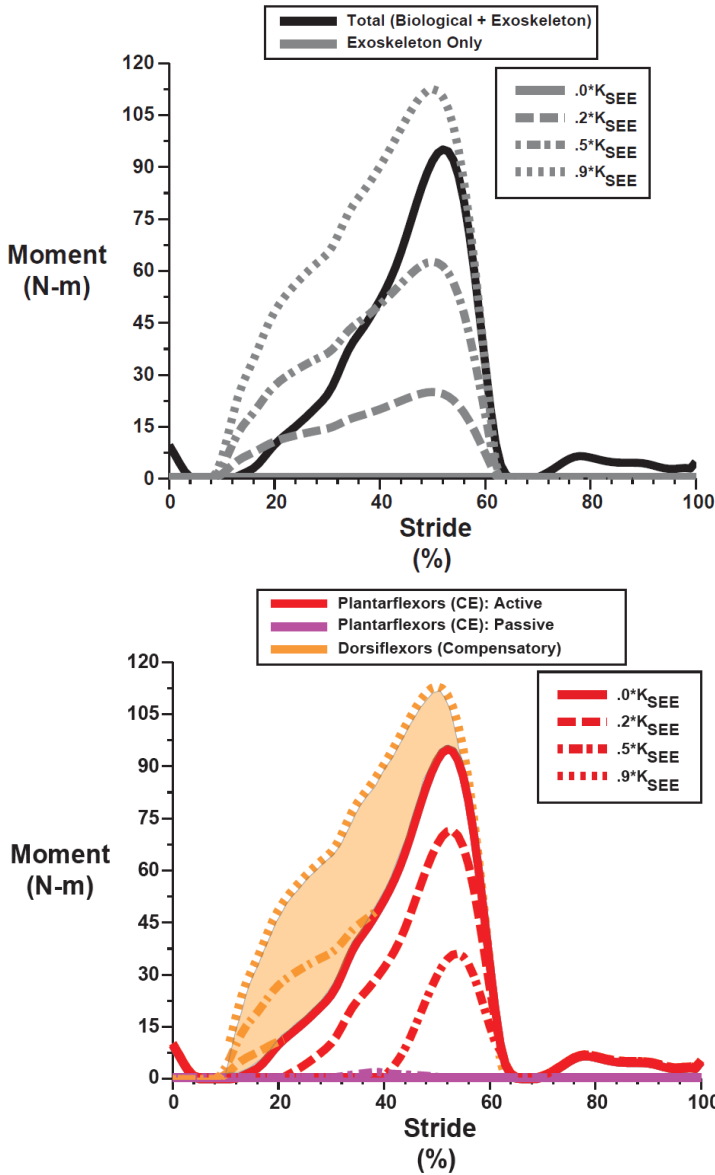 Total (Biological + Exoskeleton)
Exoskeleton Only
.0*KSEE
.2*KSEE
.5*KSEE
.9*KSEE
120
105
90
75
60
45
30
15
0
Moment
(N-m)
0 20 40 60 80 100
Stride
(%)
Plantarflexors (CE): Active
Plantarflexors (CE): Passive
Dorsiflexors (Compensatory)
.0*KSEE
.2*KSEE
.5*KSEE
.9*KSEE
120
105
90
75
60
45
30
15
0
Moment
(N-m)
0 20 40 60 80 100
Stride
(%)